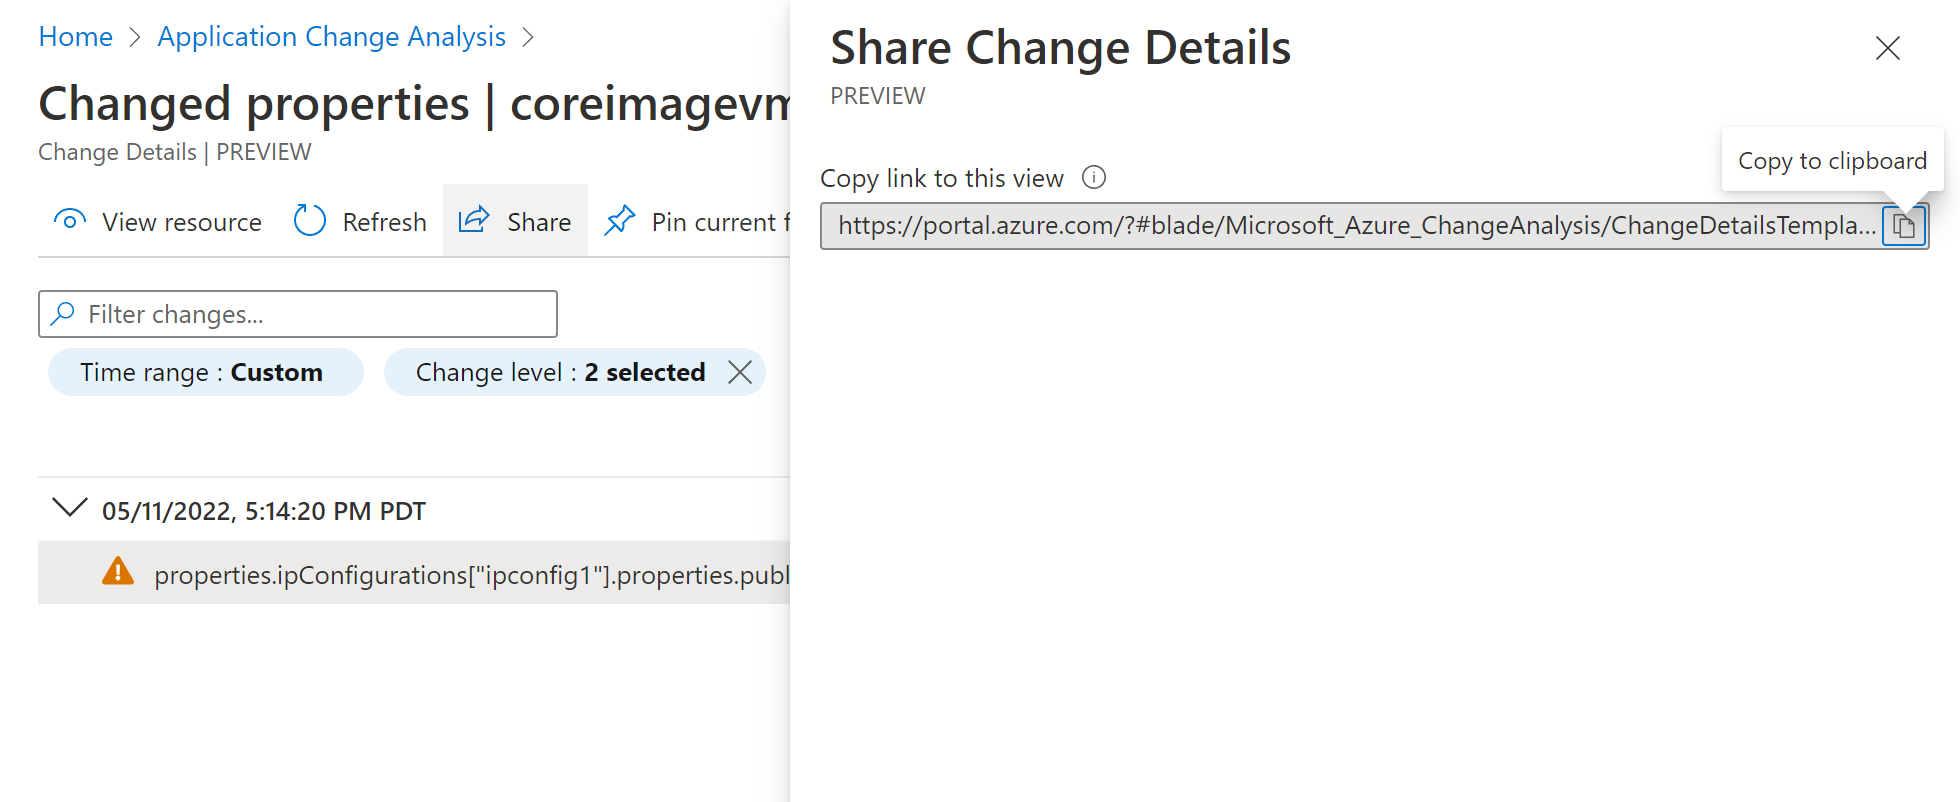 Home > Application Change Analysis >
Changed properties | coreimagevm
Change Details | PREVIEW
View resource Refresh Share Pin current f
Filter changes...
Time range : Custom Change level : 2 selected
05/11/2022, 5:14:20 PM PDT
properties.ipConfigurations["ipconfig1"].properties.publ
Share Change Details
PREVIEW
Copy to clipboard
Copy link to this view
https://portal.azure.com/?#blade/Microsoft_Azure_ChangeAnalysis/ChangeDetailsTempla...